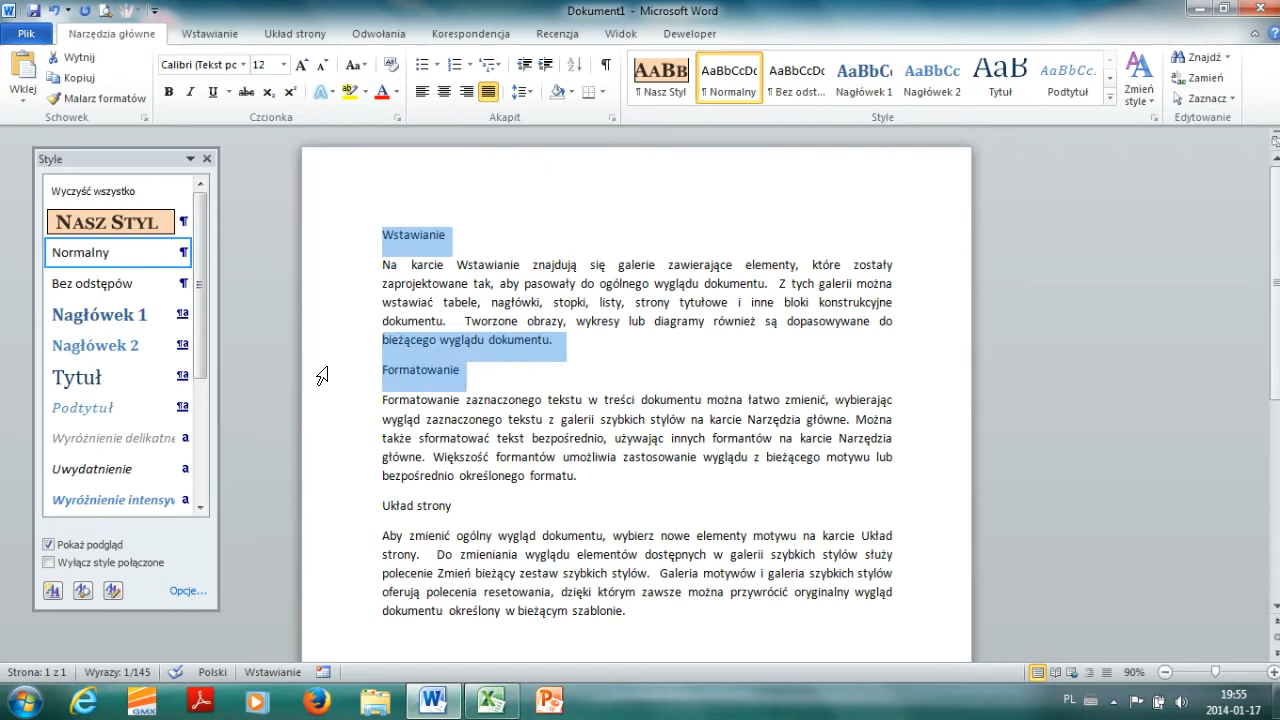 Dokument1 - Microsoft Word
Plik
Narzędzia główne
Wstawianie
Układ strony
Odwołania
Korespondencja
Recenzja
Widok
Deweloper
Wklej
Wytnij
Kopiuj
Malarz formatów
Schowek
Calibri (Tekst pc
12
Czcionka
Akapit
AABB
¶ Nasz Styl
AaBbCcDc
¶ Normalny
AaBbCcDc
¶ Bez odst...
AaBbCc
Nagłówek 1
AaBbCc
Nagłówek 2
AaB
Tytuł
AaBbCc.
Podtytuł
Zmień style
Style
Znajdź
Zamień
Zaznacz
Edytowanie
Style
Wyczyść wszystko
NASZ STYL
Normalny
Bez odstępów
Nagłówek 1
Nagłówek 2
Tytuł
Podtytuł
Wyróżnienie delikatne
Uwydatnienie
Wyróżnienie intensyw
Pokaż podgląd
Wyłącz style połączone
Opcje...
Wstawianie
Na karcie Wstawianie znajdują się galerie zawierające elementy, które zostały
zaprojektowane tak, aby pasowały do ogólnego wyglądu dokumentu. Z tych galerii można
wstawiać tabele, nagłówki, stopki, listy, strony tytułowe i inne bloki konstrukcyjne
dokumentu. Tworzone obrazy, wykresy lub diagramy również są dopasowywane do
bieżącego wyglądu dokumentu.
Formatowanie
Formatowanie zaznaczonego tekstu w treści dokumentu można łatwo zmienić, wybierając
wygląd zaznaczonego tekstu z galerii szybkich stylów na karcie Narzędzia główne. Można
także sformatować tekst bezpośrednio, używając innych formantów na karcie Narzędzia
główne. Większość formantów umożliwia zastosowanie wyglądu z bieżącego motywu lub
bezpośrednio określonego formatu.
Układ strony
Aby zmienić ogólny wygląd dokumentu, wybierz nowe elementy motywu na karcie Układ
strony. Do zmieniania wyglądu elementów dostępnych w galerii szybkich stylów służy
polecenie Zmień bieżący zestaw szybkich stylów. Galeria motywów i galeria szybkich stylów
oferują polecenia resetowania, dzięki którym zawsze można przywrócić oryginalny wygląd
dokumentu określony w bieżącym szablonie.
Strona: 1 z 1
Wyrazy: 1/145
Polski
Wstawianie
90%
GMX
PL
19:55
2014-01-17